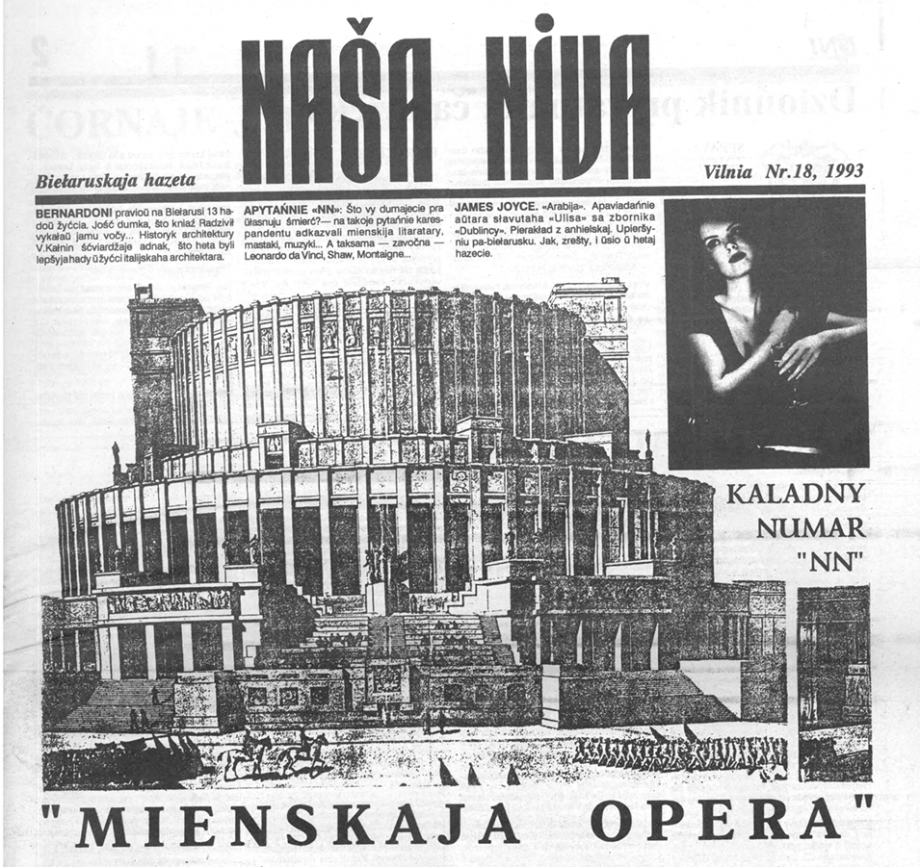 NAŠA NIVA
Biełaruskaja hazeta
Vilnia Nr.18, 1993
BERNARDONI praviŭ na Biełarusi 13 ha-
doŭ žyćcia. Jość dumka, što kniaź Radzivił
vykałaŭ jamu vočy... Historyk architektury
V.Kalnin śćviardžaje adnak, što heta byli
lepšyja hady ŭ žyćci italijskaha architektara.
APYTAŃNIE «NN»: Što vy dumajecie pra
ŭłasnuju śmierć?— na takoje pytańnie kares-
pandentu adkazvali mienskija litaratary,
mastaki, muzyki... A taksama — zavočna —
Leonardo da Vinci, Shaw, Montaigne...
JAMES JOYCE. «Arabija». Apaviadańnie
aŭtara słavutaha «Ulisa» sa zbornika
«Dublincy». Pierakład z anhielskaj. Upieršy-
niu pa-biełarusku. Jak, zrešty, i ŭsio ŭ hetaj
hazecie.
KALADNY
NUMAR
"NN"
"MIENSKAJA OPERA"